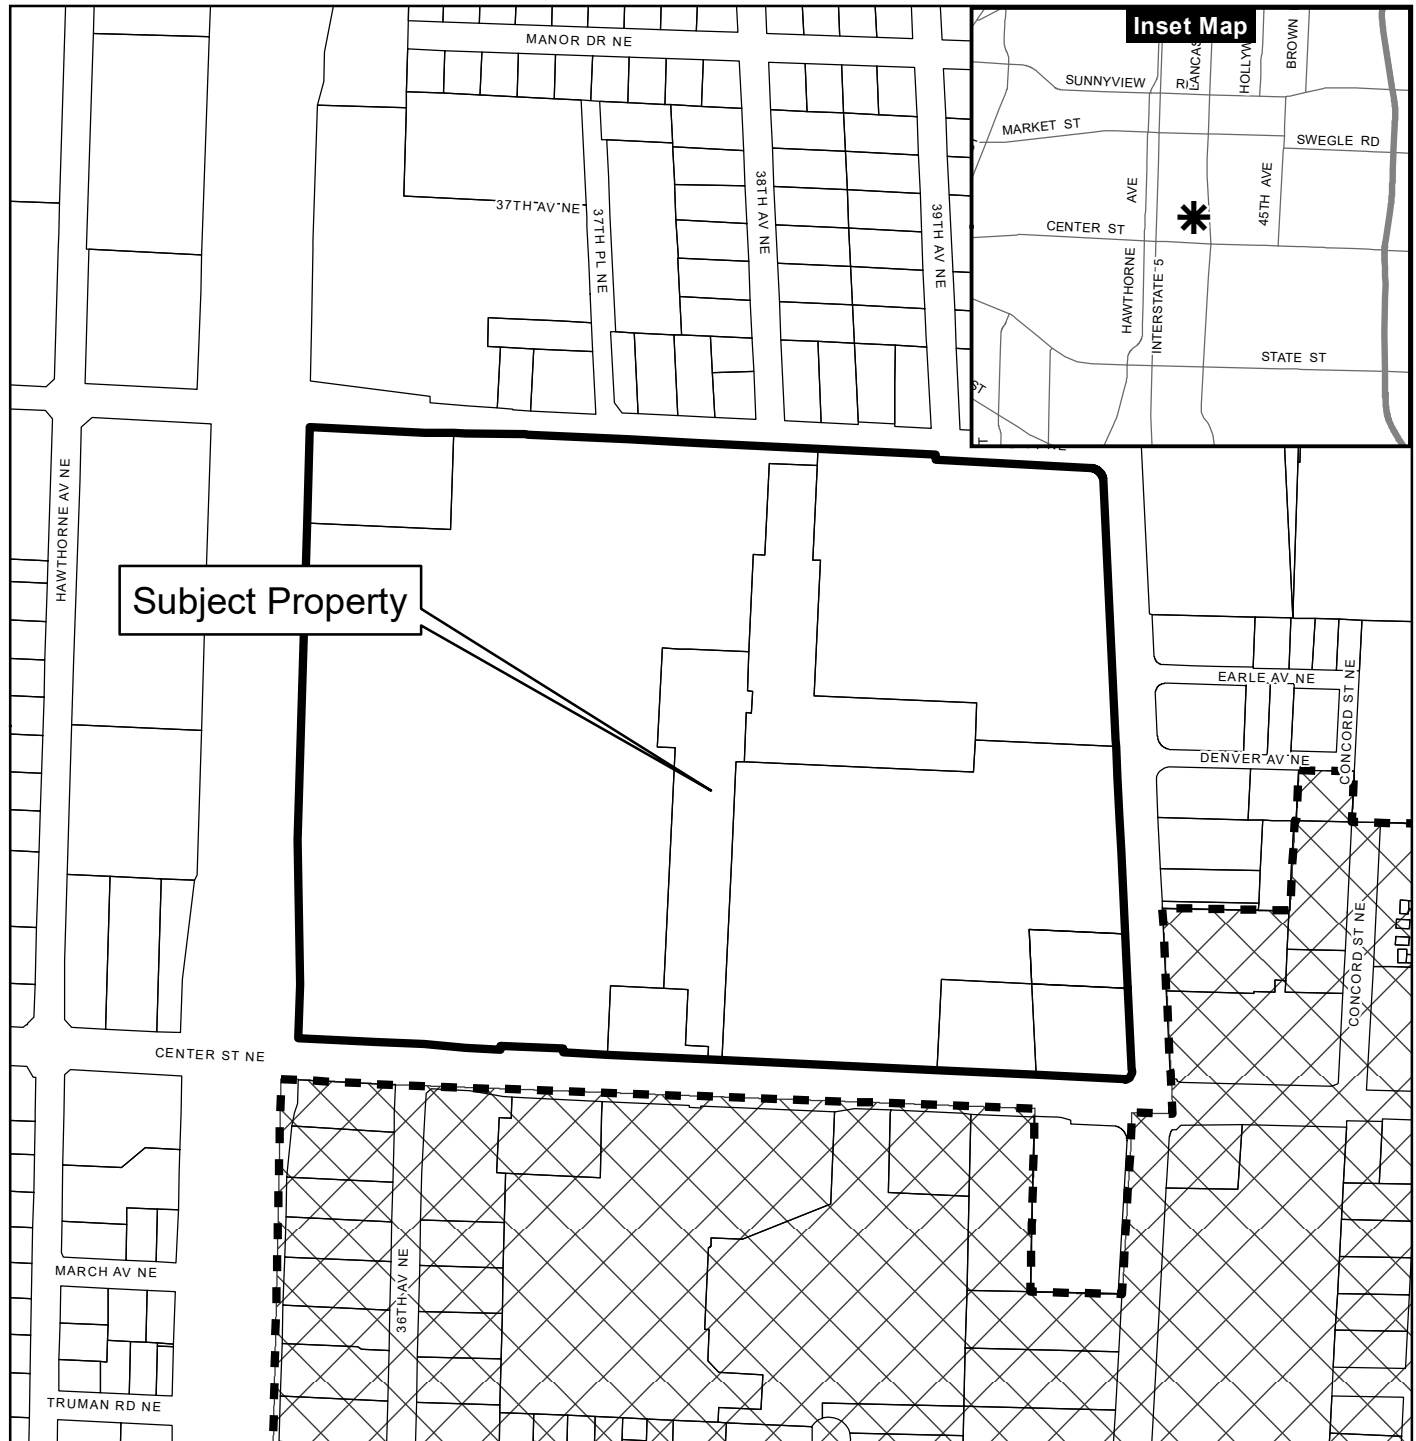 MANOR DR NE
37TH AV NE
37TH PL NE
38TH AV NE
39TH AV NE
Inset Map
SUNNYVIEW
HOLLYW
BROWN
MARKET ST
SWEGLE RD
AVE
45TH AVE
CENTER ST
HAWTHORNE
INTERSTATE 5
STATE ST
ST
NE
HAWTHORNE AV NE
Subject Property
EARLE AV NE
CONCORD ST NE
DENVER AV NE
CONCORD ST NE
CENTER ST NE
36TH AV NE
MARCH AV NE
TRUMAN RD NE